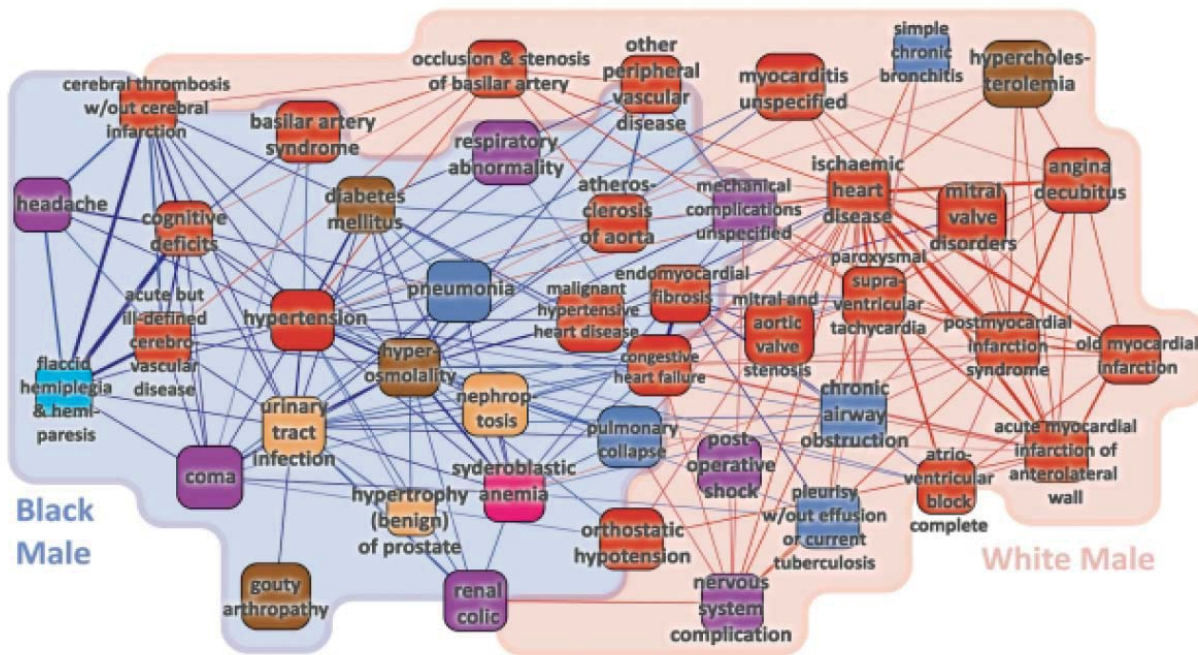 simple
chronic
bronchitis
hypercholes-
terolemia
occlusion & stenosis
of basilar artery
other
peripheral
vascular
disease
myocarditis
unspecified
cerebral thrombosis
w/out cerebral
infarction
basilar artery
syndrome
respiratory
abnormality
ischaemic
heart
disease
angina
decubitus
headache
cognitive
deficits
diabetes
mellitus
atheros-
clerosis
of aorta
mechanical
complications
unspecified
mitral
valve
disorders
pneumonia
endomyocardial
fibrosis
paroxysmal
supra-
ventricular
tachycardia
acute but
ill-defined
cerebro-
vascular
disease
hypertension
malignant
hypertensive
heart disease
mitral and
aortic
valve
stenosis
postmyocardial
infarction
syndrome
old myocardial
infarction
flaccid
hemiplegia
& hemi-
paresis
hyper-
osmolality
congestive
heart failure
urinary
tract
infection
nephrop-
tosis
chronic
airway
obstruction
pulmonary
collapse
post-
operative
shock
acute myocardial
infarction of
anterolateral
wall
coma
syderoblastic
anemia
atrio-
ventricular
block
complete
hypertrophy
(benign)
of prostate
pleurisy
w/out effusion
or current
tuberculosis
Black
Male
orthostatic
hypotension
White Male
gouty
arthropathy
renal
colic
nervous
system
complication